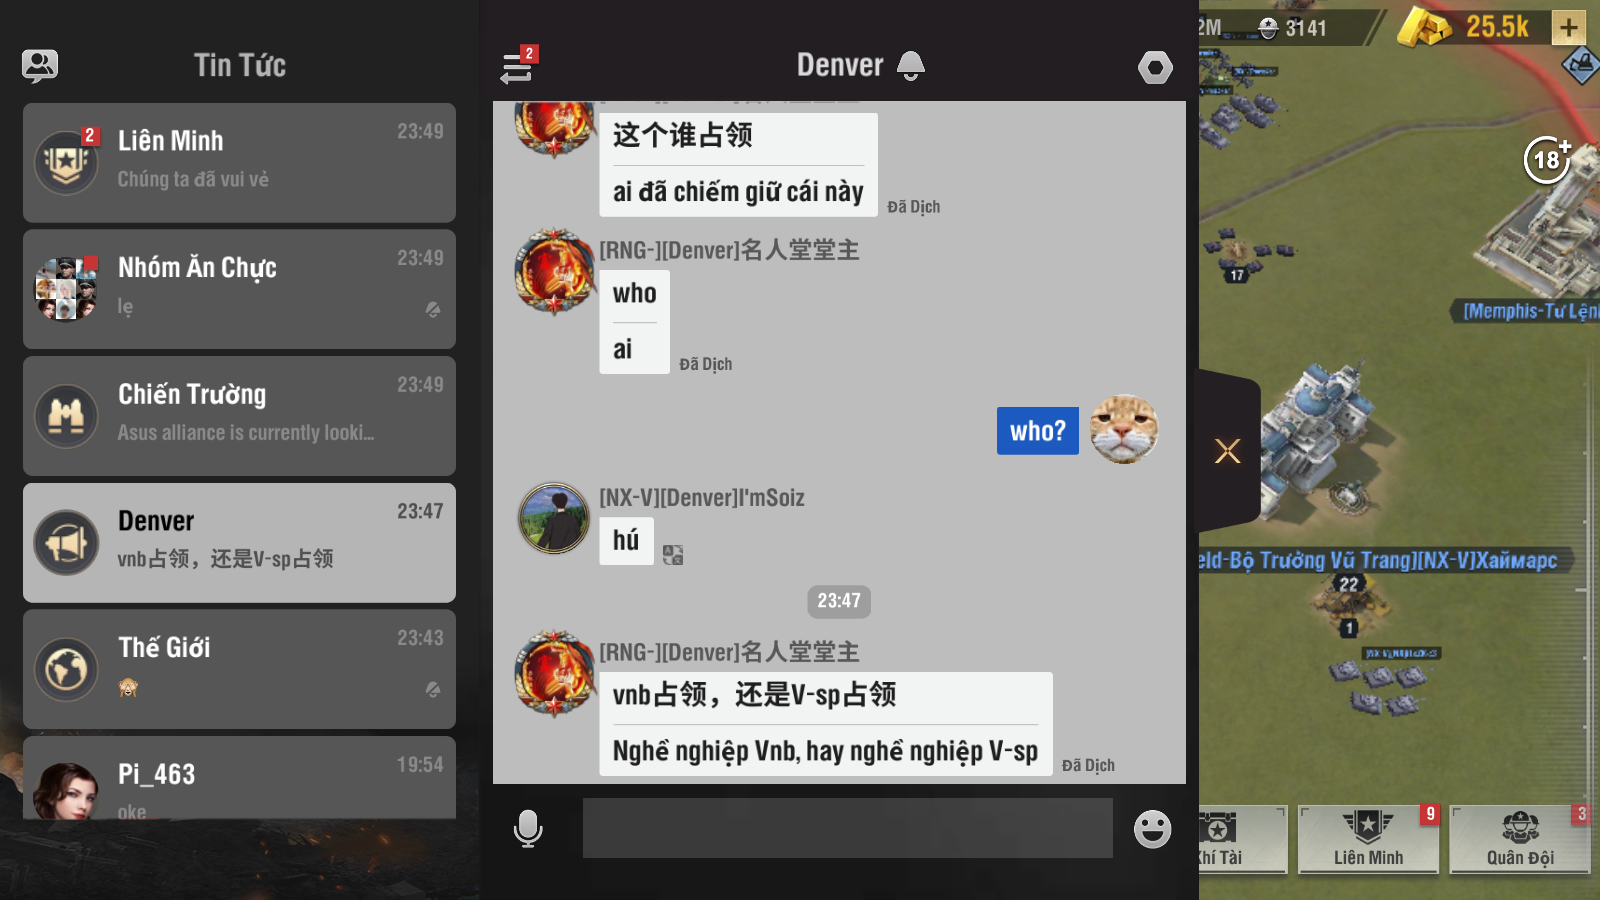 Tin Tức
2
Liên Minh
23:49
Chúng ta đã vui vẻ
Nhóm Ăn Chực
23:49
lẹ
Chiến Trường
23:49
Asus alliance is currently looki...
Denver
23:47
vnb占领，还是V-sp占领
Thế Giới
23:43
Pi_463
19:54
oke
2
Denver
这个谁占领
ai đã chiếm giữ cái này
Đã Dịch
[RNG-][Denver]名人堂堂主
who
ai
Đã Dịch
who?
[NX-V][Denver]I'mSoiz
hú
23:47
[RNG-][Denver]名人堂堂主
vnb占领，还是V-sp占领
Nghề nghiệp Vnb, hay nghề nghiệp V-sp
Đã Dịch
2M
3141
25.5k
+
18+
17
[Memphis-Tư Lện
eld-Bộ Trưởng Vũ Trang][NX-V]Хаймарс
22
1
Khí Tài
9
Liên Minh
3
Quân Đội